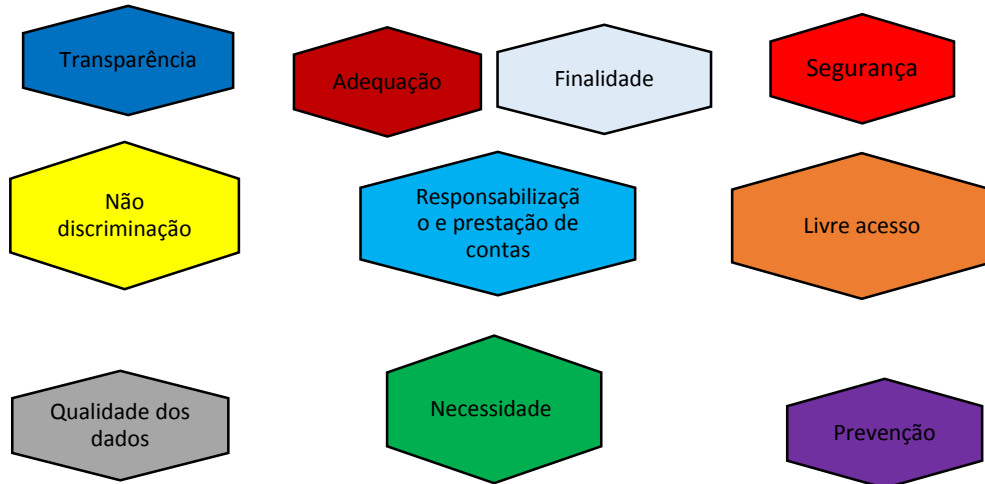 Transparência
Adequação
Finalidade
Segurança
Não
discriminação
Responsabilizaçã
o e prestação de
contas
Livre acesso
Qualidade dos
dados
Necessidade
Prevenção